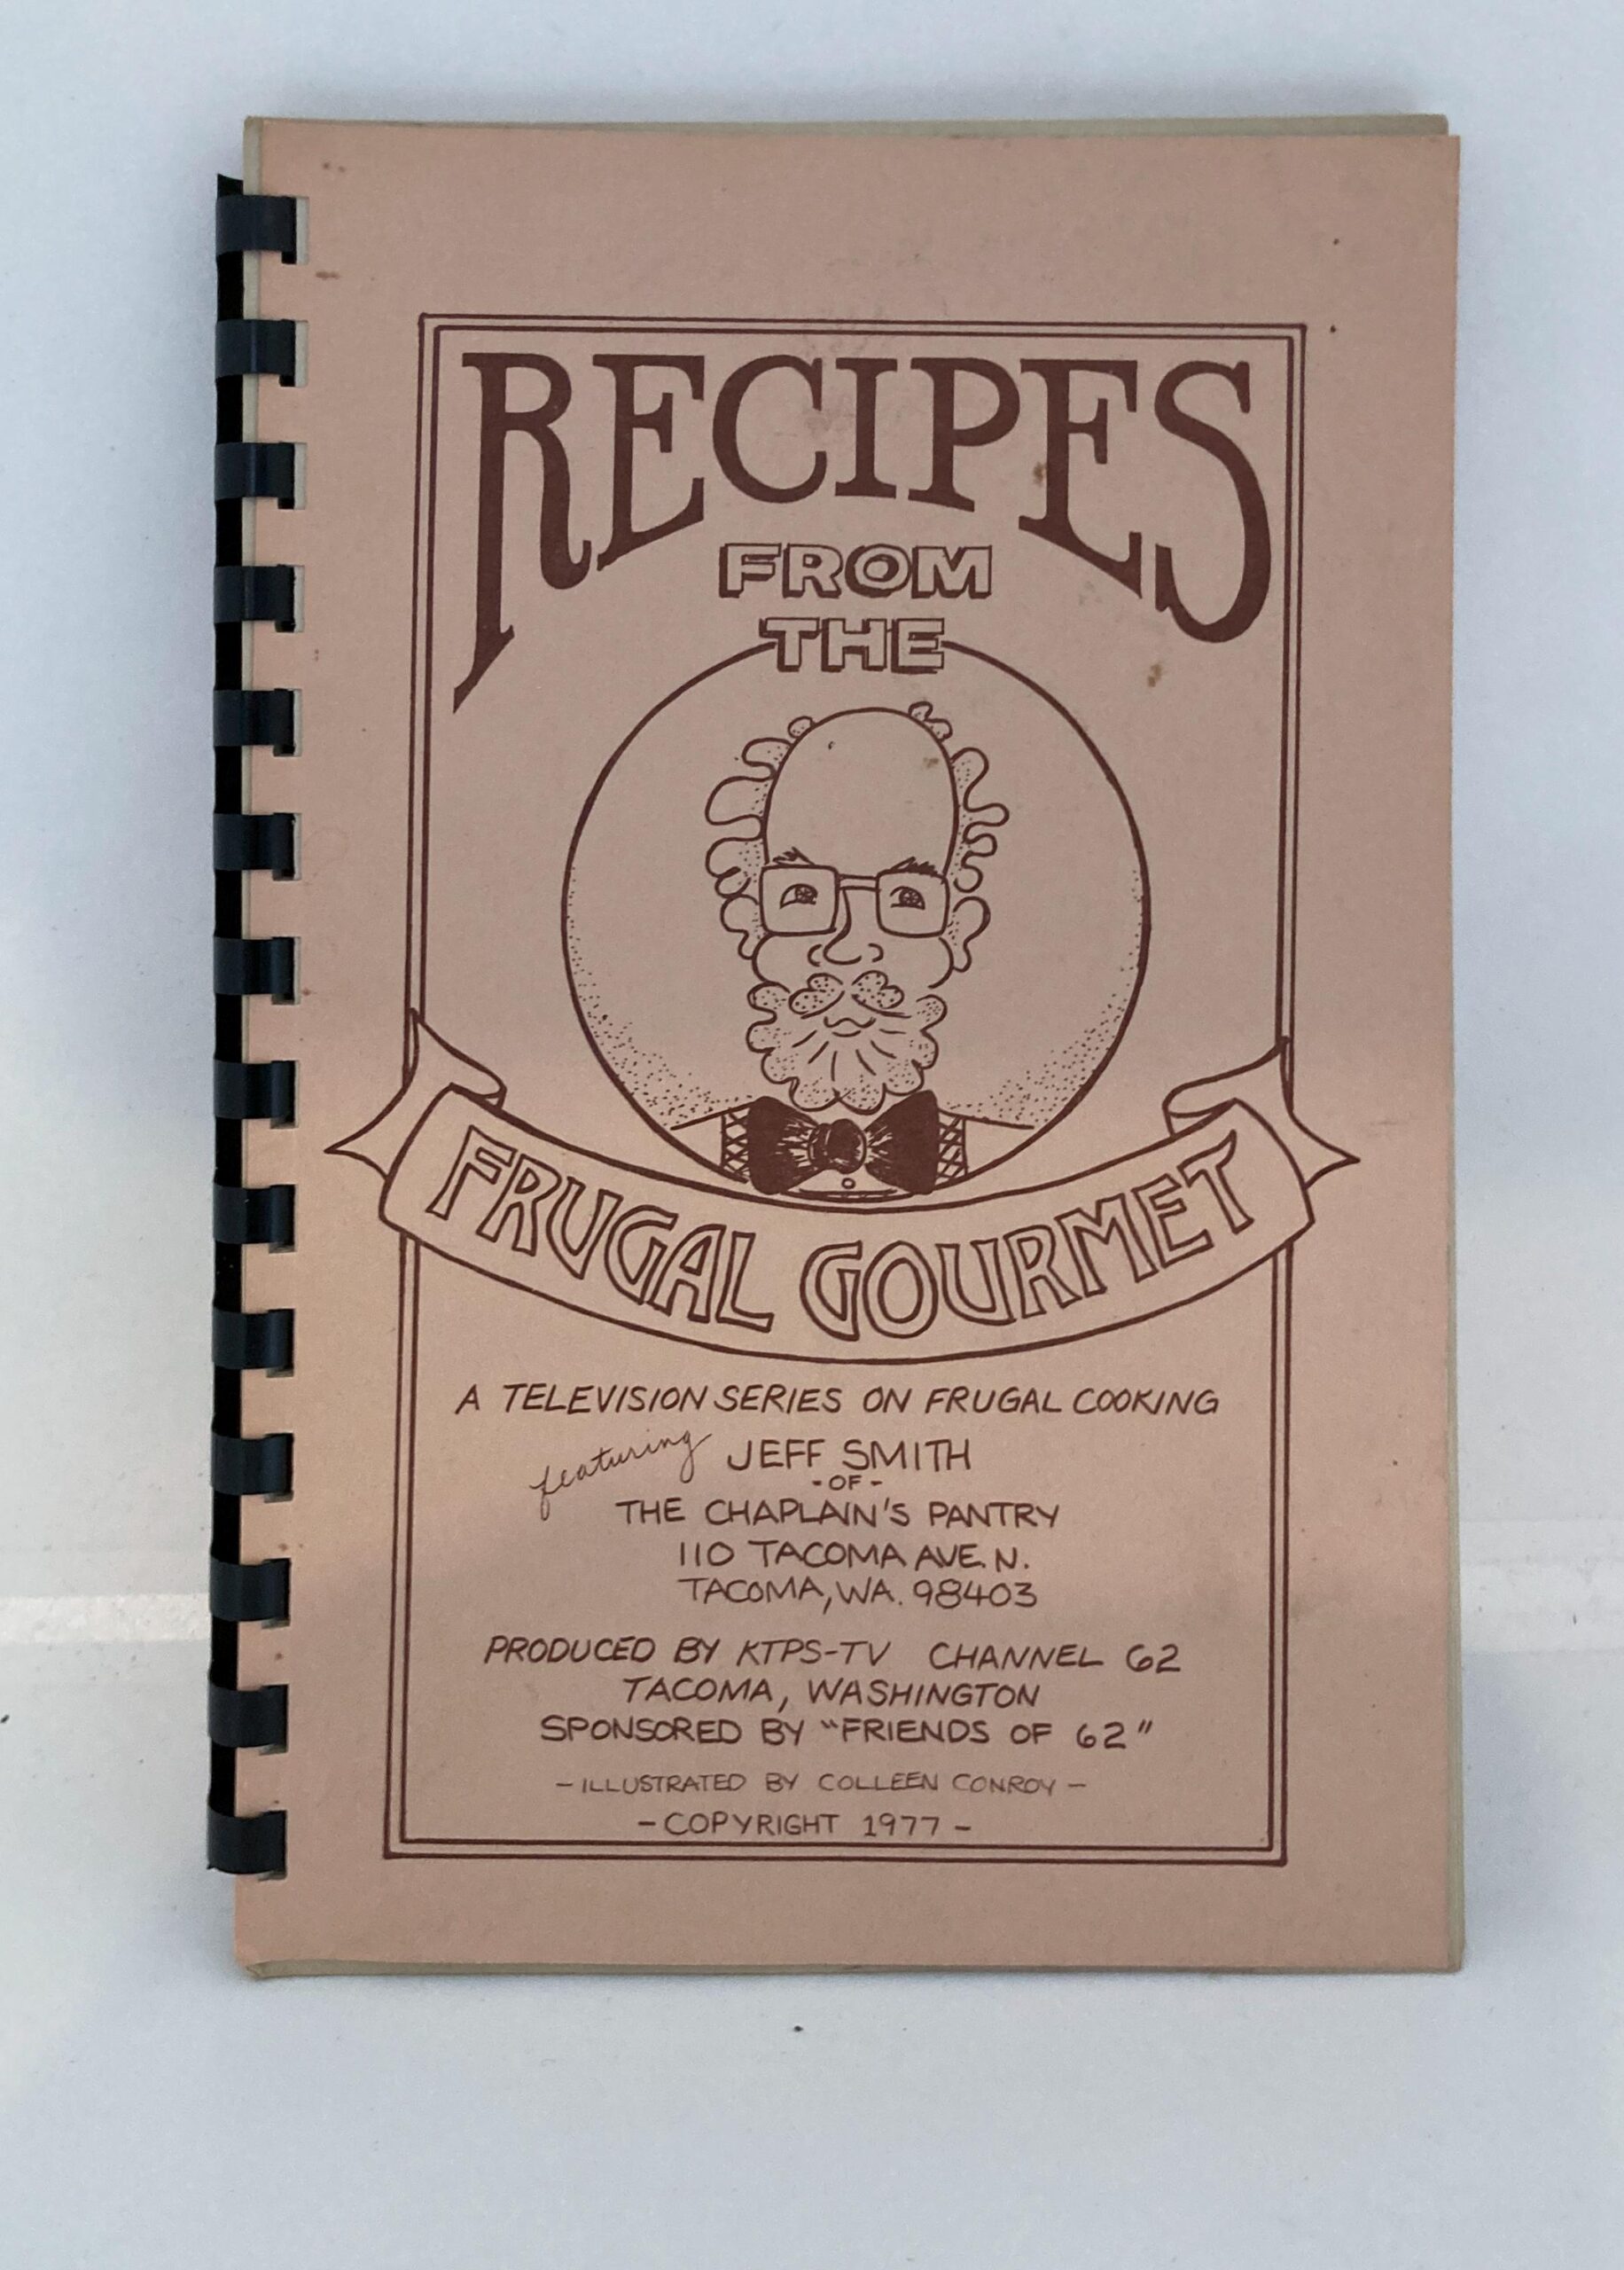 RECIPES
FROM
THE
FRUGAL GOURMET
A TELEVISION SERIES ON FRUGAL COOKING
featuring JEFF SMITH
-OF-
THE CHAPLAIN'S PANTRY
110 TACOMA AVE. N.
TACOMA, WA. 98403
PRODUCED BY KTPS-TV CHANNEL 62
TACOMA, WASHINGTON
SPONSORED BY "FRIENDS OF 62"
-ILLUSTRATED BY COLLEEN CONROY-
-COPYRIGHT 1977-